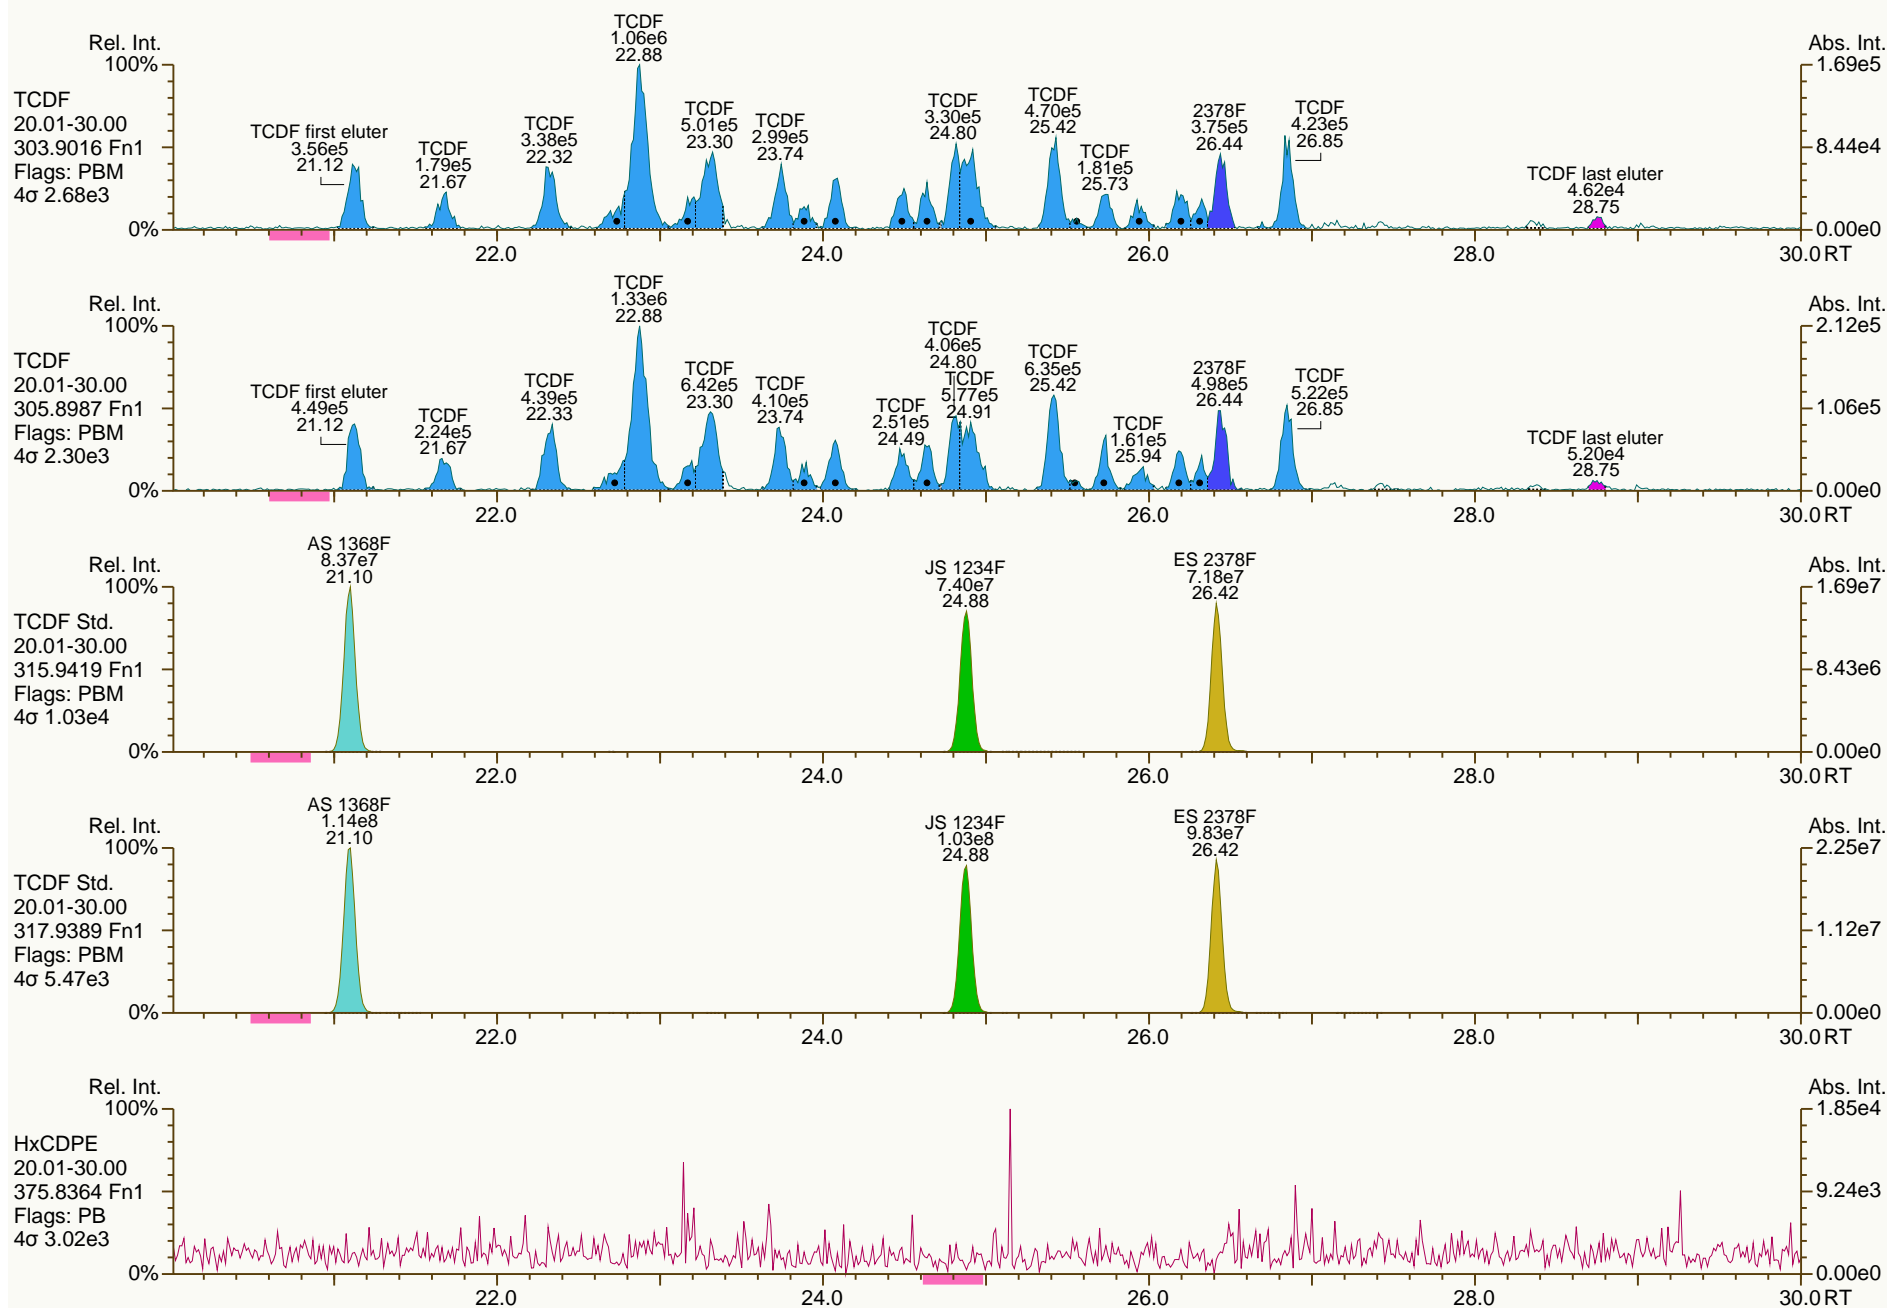 Rel. Int.
Abs. Int.
100%
0%
1.69e5
8.44e4
0.00e0
TCDF
20.01-30.00
303.9016 Fn1
Flags: PBM
4σ 2.68e3
TCDF first eluter
3.56e5
21.12
TCDF
1.79e5
21.67
TCDF
3.38e5
22.32
TCDF
1.06e6
22.88
TCDF
5.01e5
23.30
TCDF
2.99e5
23.74
TCDF
3.30e5
24.80
TCDF
4.70e5
25.42
TCDF
1.81e5
25.73
2378F
3.75e5
26.44
TCDF
4.23e5
26.85
TCDF last eluter
4.62e4
28.75
22.0 24.0 26.0 28.0 30.0 RT
Rel. Int.
Abs. Int.
100%
0%
2.12e5
1.06e5
0.00e0
TCDF
20.01-30.00
305.8987 Fn1
Flags: PBM
4σ 2.30e3
TCDF first eluter
4.49e5
21.12
TCDF
2.24e5
21.67
TCDF
4.39e5
22.33
TCDF
1.33e6
22.88
TCDF
6.42e5
23.30
TCDF
4.10e5
23.74
TCDF
2.51e5
24.49
TCDF
4.06e5
24.80
TCDF
5.77e5
24.91
TCDF
6.35e5
25.42
TCDF
1.61e5
25.94
2378F
4.98e5
26.44
TCDF
5.22e5
26.85
TCDF last eluter
5.20e4
28.75
22.0 24.0 26.0 28.0 30.0 RT
Rel. Int.
Abs. Int.
100%
0%
1.69e7
8.43e6
0.00e0
TCDF Std.
20.01-30.00
315.9419 Fn1
Flags: PBM
4σ 1.03e4
AS 1368F
8.37e7
21.10
JS 1234F
7.40e7
24.88
ES 2378F
7.18e7
26.42
22.0 24.0 26.0 28.0 30.0 RT
Rel. Int.
Abs. Int.
100%
0%
2.25e7
1.12e7
0.00e0
TCDF Std.
20.01-30.00
317.9389 Fn1
Flags: PBM
4σ 5.47e3
AS 1368F
1.14e8
21.10
JS 1234F
1.03e8
24.88
ES 2378F
9.83e7
26.42
22.0 24.0 26.0 28.0 30.0 RT
Rel. Int.
Abs. Int.
100%
0%
1.85e4
9.24e3
0.00e0
HxCDPE
20.01-30.00
375.8364 Fn1
Flags: PB
4σ 3.02e3
22.0 24.0 26.0 28.0 30.0 RT